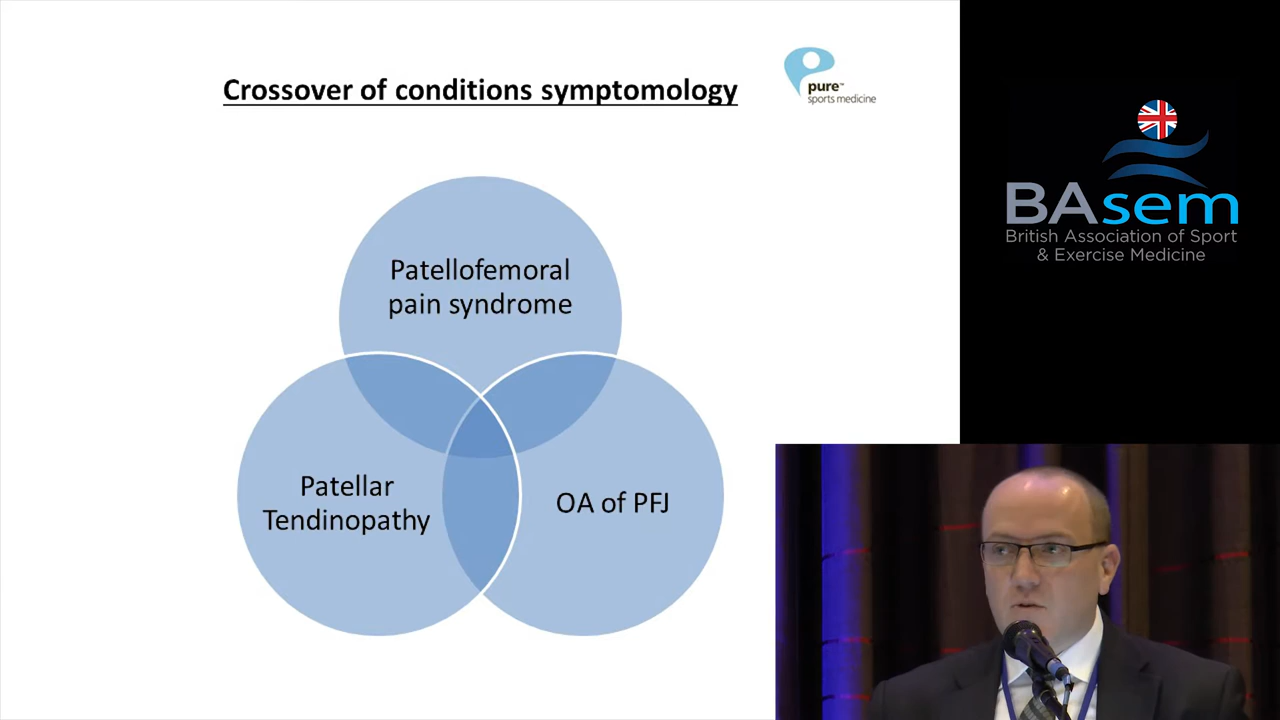 Crossover of conditions symptomology
pure™
sports medicine
Patellofemoral
pain syndrome
Patellar
Tendinopathy
OA of PFJ
BAsem
British Association of Sport
& Exercise Medicine